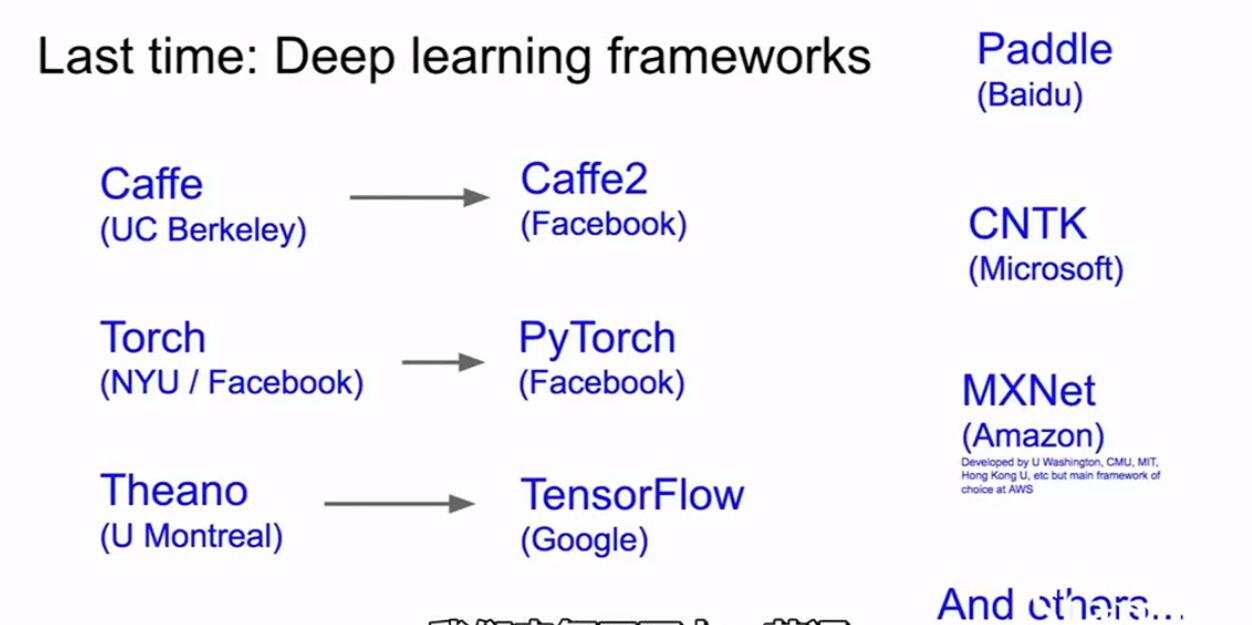 Last time: Deep learning frameworks
Paddle
(Baidu)
Caffe
(UC Berkeley)
Caffe2
(Facebook)
CNTK
(Microsoft)
Torch
(NYU / Facebook)
PyTorch
(Facebook)
MXNet
(Amazon)
Developed by U Washington, CMU, MIT,
Hong Kong U, etc but main framework of
choice at AWS
Theano
(U Montreal)
TensorFlow
(Google)
And others...